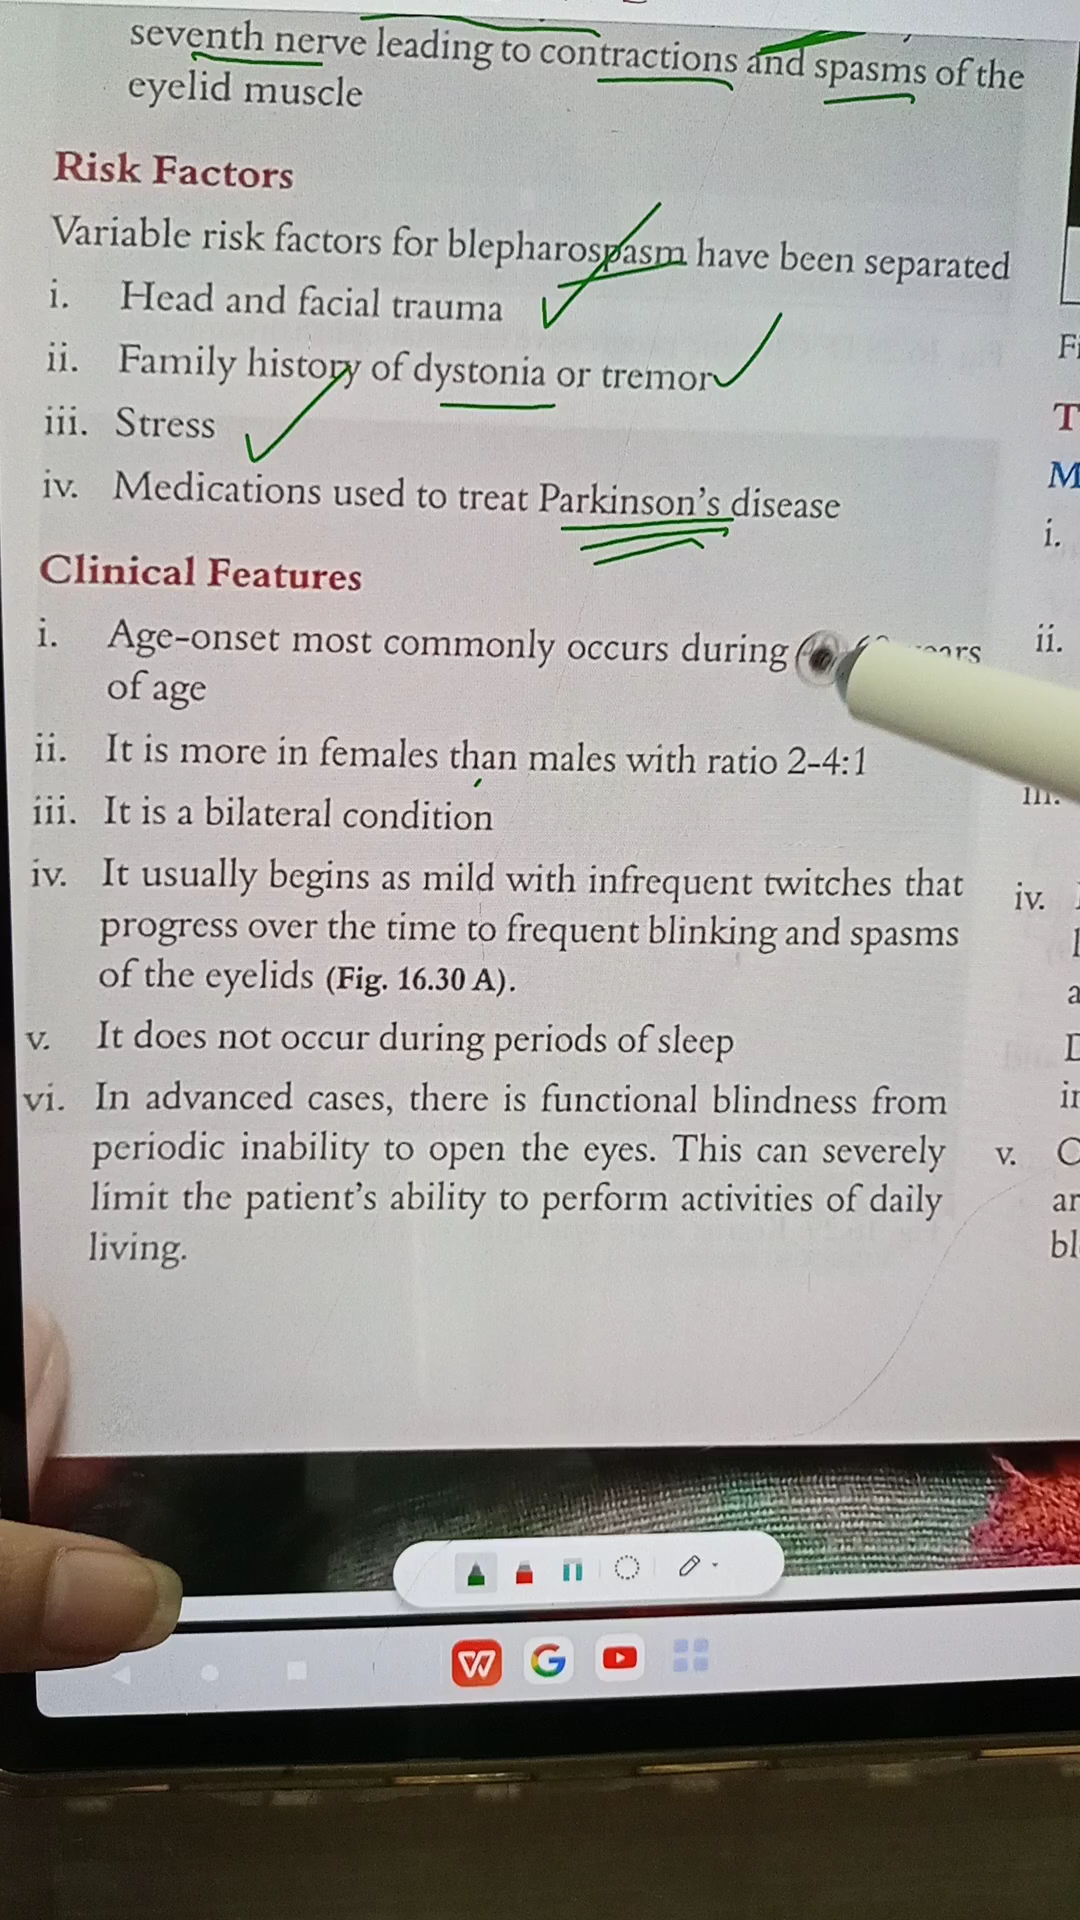 seventh nerve leading to contractions and spasms of the
eyelid muscle
Risk Factors
Variable risk factors for blepharospasm have been separated
i. Head and facial trauma
ii. Family history of dystonia or tremor
iii. Stress
iv. Medications used to treat Parkinson's disease
Clinical Features
i. Age-onset most commonly occurs during
of age
ii. It is more in females than males with ratio 2-4:1
iii. It is a bilateral condition
iv. It usually begins as mild with infrequent twitches that
progress over the time to frequent blinking and spasms
of the eyelids (Fig. 16.30 A).
v. It does not occur during periods of sleep
vi. In advanced cases, there is functional blindness from
periodic inability to open the eyes. This can severely
limit the patient's ability to perform activities of daily
living.
i.
ii.
iii.
iv.
v.